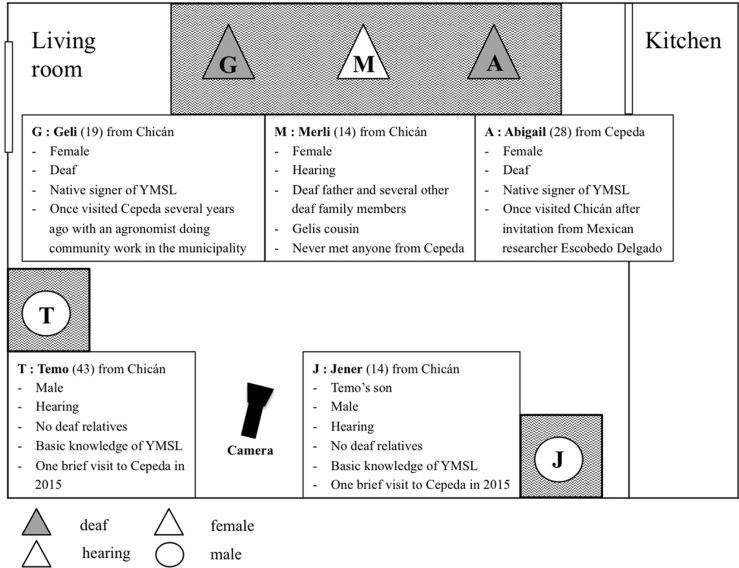 Living
room
Kitchen
G
M
A
G : Geli (19) from Chicán
- Female
- Deaf
- Native signer of YMSL
- Once visited Cepeda several years
ago with an agronomist doing
community work in the municipality
M : Merli (14) from Chicán
- Female
- Hearing
- Deaf father and several other
deaf family members
- Gelis cousin
- Never met anyone from Cepeda
A : Abigail (28) from Cepeda
- Female
- Deaf
- Native signer of YMSL
- Once visited Chicán after
invitation from Mexican
researcher Escobedo Delgado
T
T : Temo (43) from Chicán
- Male
- Hearing
- No deaf relatives
- Basic knowledge of YMSL
- One brief visit to Cepeda in
2015
Camera
J : Jener (14) from Chicán
- Temo’s son
- Male
- Hearing
- No deaf relatives
- Basic knowledge of YMSL
- One brief visit to Cepeda in 2015
J
deaf
female
hearing
male